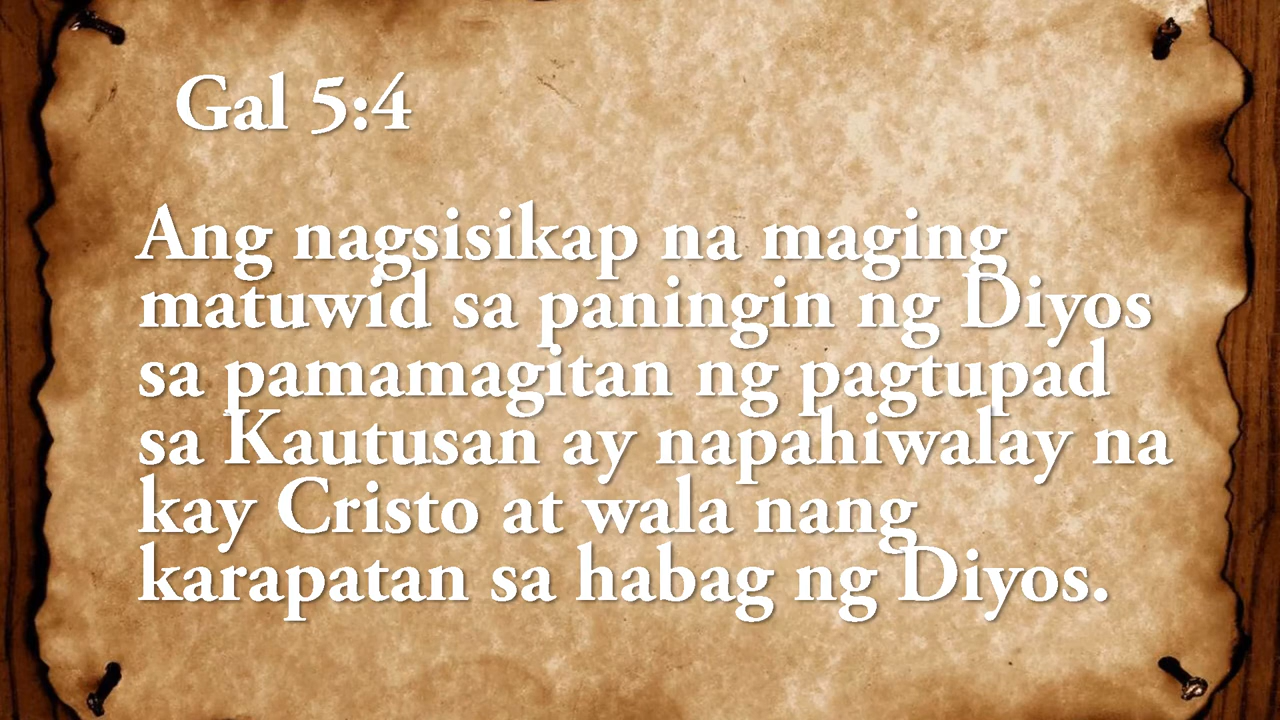 Gal 5:4
Ang nagsisikap na maging
matuwid sa paningin ng Diyos
sa pamamagitan ng pagtupad
sa Kautusan ay napahiwalay na
kay Cristo at wala nang
karapatan sa habag ng Diyos.